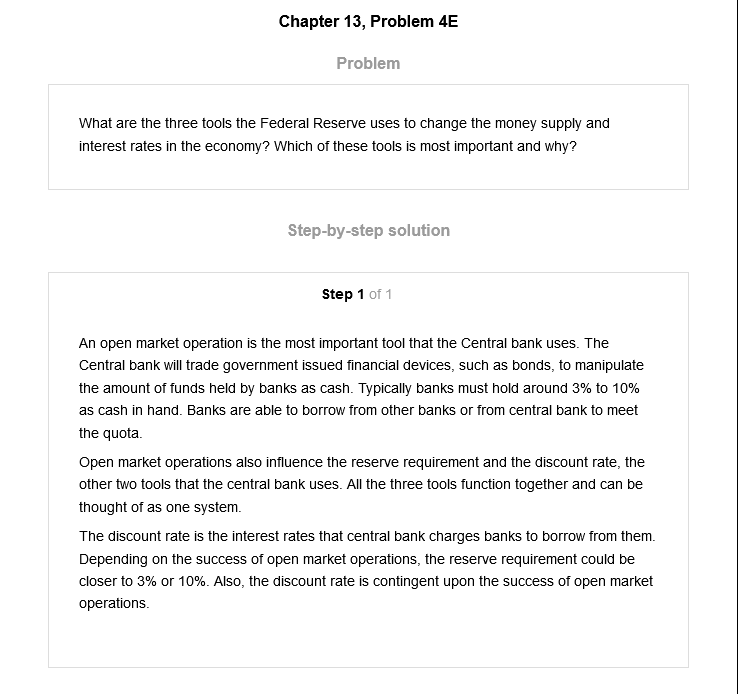 Chapter 13, Problem 4E
Problem
What are the three tools the Federal Reserve uses to change the money supply and
interest rates in the economy? Which of these tools is most important and why?
Step-by-step solution
Step 1 of 1
An open market operation is the most important tool that the Central bank uses. The
Central bank will trade government issued financial devices, such as bonds, to manipulate
the amount of funds held by banks as cash. Typically banks must hold around 3% to 10%
as cash in hand. Banks are able to borrow from other banks or from central bank to meet
the quota.
Open market operations also influence the reserve requirement and the discount rate, the
other two tools that the central bank uses. All the three tools function together and can be
thought of as one system.
The discount rate is the interest rates that central bank charges banks to borrow from them.
Depending on the success of open market operations, the reserve requirement could be
closer to 3% or 10%. Also, the discount rate is contingent upon the success of open market
operations.